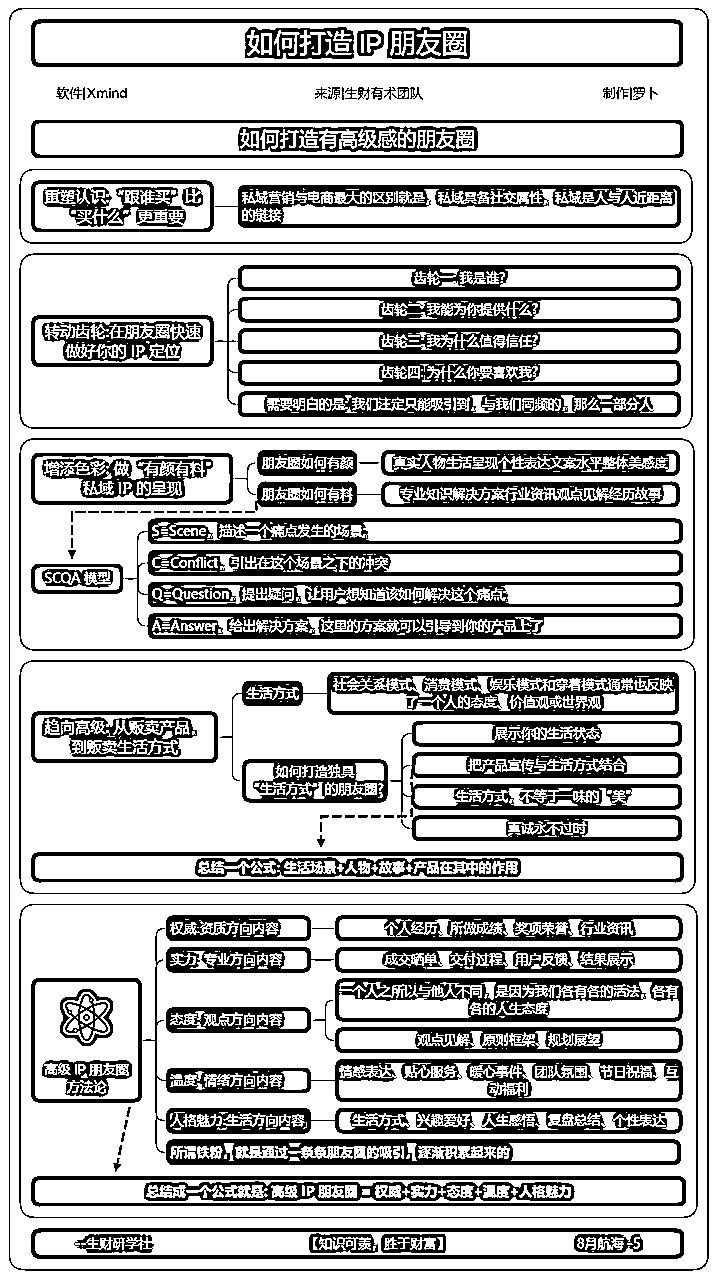 如何打造 IP 朋友圈
软件|Xmind
来源|生财有术团队
制作|罗卜
如何打造有高级感的朋友圈
重塑认识:“跟谁买”比
“买什么”更重要
私域营销与电商最大的区别就是，私域具备社交属性，私域是人与人近距离
的链接
转动齿轮:在朋友圈快速
做好你的 IP 定位
齿轮一:我是谁?
齿轮二:我能为你提供什么?
齿轮三:我为什么值得信任?
齿轮四:为什么你要喜欢我?
需要明白的是:我们注定只能吸引到，与我们同频的，那么一部分人
增添色彩:做“有颜有料”
私域 IP 的呈现
朋友圈如何有颜
真实人物生活呈现个性表达文案水平整体美感度
朋友圈如何有料
专业知识解决方案行业资讯观点见解经历故事
SCQA 模型
S=Scene，描述一个痛点发生的场景;
C=Conflict，引出在这个场景之下的冲突
Q=Question，提出疑问，让用户想知道该如何解决这个痛点;
A=Answer，给出解决方案，这里的方案就可以引导到你的产品上了
趋向高级:从贩卖产品，
到贩卖生活方式
生活方式
社会关系模式、消费模式、娱乐模式和穿着模式通常也反映
了一个人的态度、价值观或世界观
如何打造独具
“生活方式”的朋友圈?
展示你的生活状态
把产品宣传与生活方式结合
生活方式，不等于一味的“美”
真诚永不过时
总结一个公式:生活场景+人物+故事+产品在其中的作用
高级 IP 朋友圈
方法论
权威:资质方向内容
个人经历、所做成绩、奖项荣誉、行业资讯
实力:专业方向内容
成交晒单、交付过程、用户反馈、结果展示
态度:观点方向内容
一个人之所以与他人不同，是因为我们各有各的活法，各有
各的人生态度
观点见解、原则框架、规划展望
温度:情绪方向内容
情感表达、贴心服务、暖心事件、团队氛围、节日祝福、互
动福利
人格魅力:生活方向内容
生活方式、兴趣爱好、人生感悟、复盘总结、个性表达
所谓铁粉，就是通过一条条朋友圈的吸引，逐渐积累起来的
总结成一个公式就是:高级 IP 朋友圈 = 权威+实力+态度+温度+人格魅力
生财研学社
【知识可羡，胜于财富】
8月航海